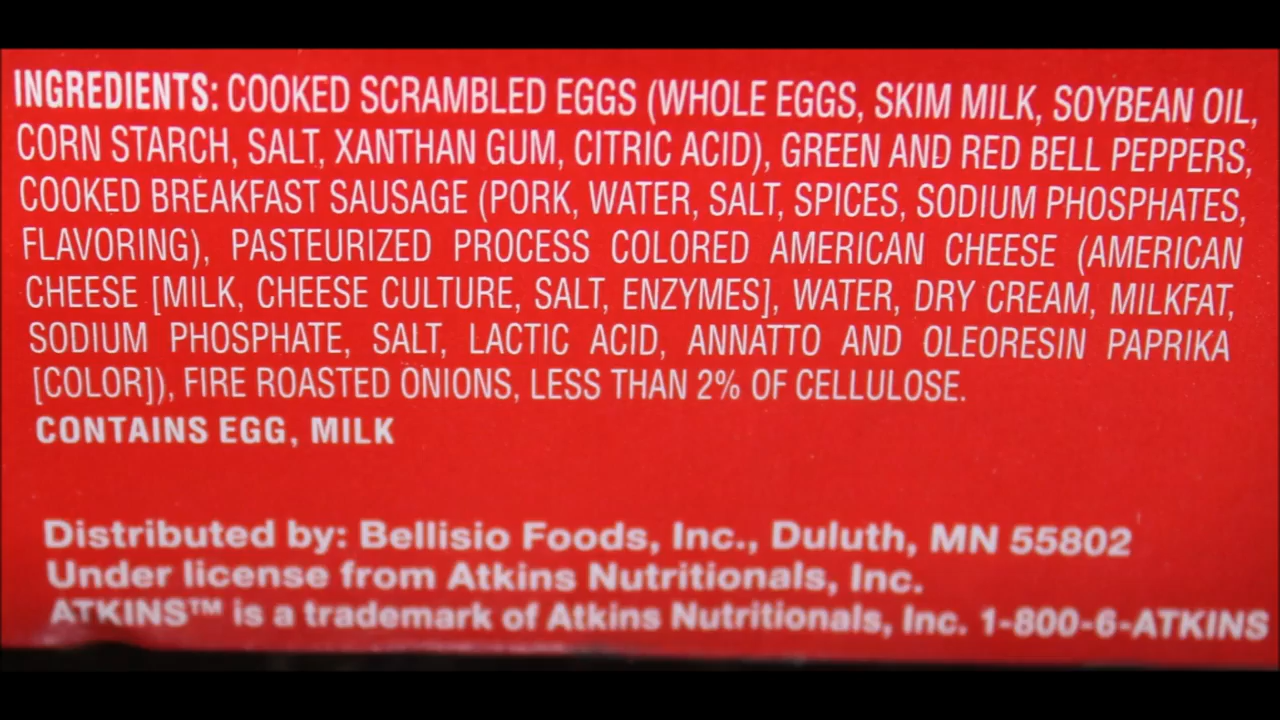 INGREDIENTS: COOKED SCRAMBLED EGGS (WHOLE EGGS, SKIM MILK, SOYBEAN OIL,
CORN STARCH, SALT, XANTHAN GUM, CITRIC ACID), GREEN AND RED BELL PEPPERS,
COOKED BREAKFAST SAUSAGE (PORK, WATER, SALT, SPICES, SODIUM PHOSPHATES,
FLAVORING), PASTEURIZED PROCESS COLORED AMERICAN CHEESE (AMERICAN
CHEESE [MILK, CHEESE CULTURE, SALT, ENZYMES], WATER, DRY CREAM, MILKFAT,
SODIUM PHOSPHATE, SALT, LACTIC ACID, ANNATTO AND OLEORESIN PAPRIKA
[COLOR]), FIRE ROASTED ONIONS, LESS THAN 2% OF CELLULOSE.
CONTAINS EGG, MILK
Distributed by: Bellisio Foods, Inc., Duluth, MN 55802
Under license from Atkins Nutritionals, Inc.
ATKINS™ is a trademark of Atkins Nutritionals, Inc. 1-800-6-ATKINS